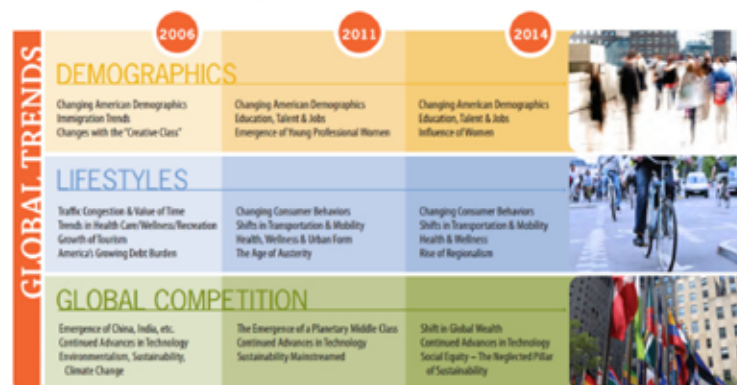 2006
2011
2014
GLOBAL TRENDS
DEMOGRAPHICS
Changing American Demographics
Immigration Trends
Changes with the "Creative Class"
Changing American Demographics
Education, Talent & Jobs
Emergence of Young Professional Women
Changing American Demographics
Education, Talent & Jobs
Influence of Women
LIFESTYLES
Traffic Congestion & Value of Time
Trends in Health Care/Wellness/Recreation
Growth of Tourism
America's Growing Debt Burden
Changing Consumer Behaviors
Shifts in Transportation & Mobility
Health, Wellness & Urban Form
The Age of Austerity
Changing Consumer Behaviors
Shifts in Transportation & Mobility
Health & Wellness
Rise of Regionalism
GLOBAL COMPETITION
Emergence of China, India, etc.
Continued Advances in Technology
Environmentalism, Sustainability,
Climate Change
The Emergence of a Planetary Middle Class
Continued Advances in Technology
Sustainability Mainstreamed
Shift in Global Wealth
Continued Advances in Technology
Social Equity – The Neglected Pillar
of Sustainability